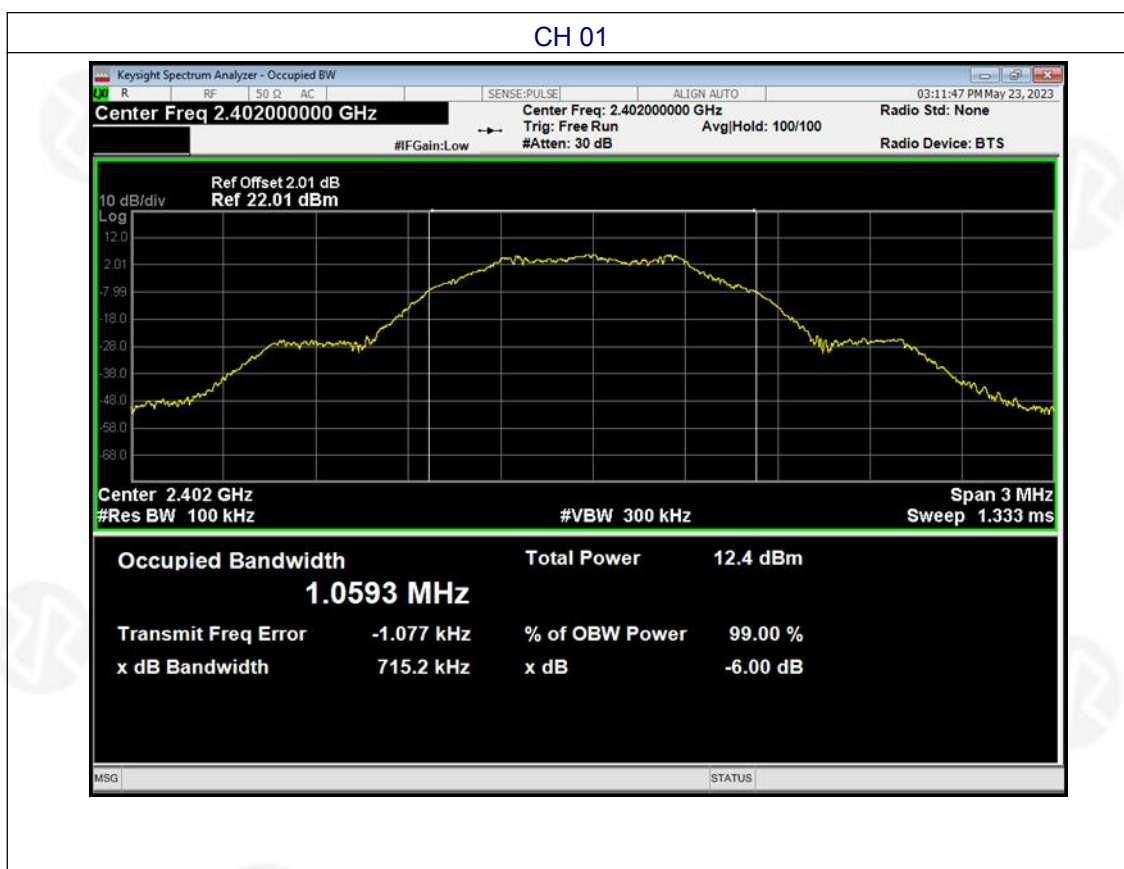 CH 01
Keysight Spectrum Analyzer - Occupied BW
LXI R RF 50 Ω AC SENSE:PULSE ALIGN AUTO 03:11:47 PM May 23, 2023
Center Freq 2.402000000 GHz Center Freq: 2.402000000 GHz Radio Std: None
Trig: Free Run Avg|Hold: 100/100
#IFGain:Low #Atten: 30 dB Radio Device: BTS
Ref Offset 2.01 dB
10 dB/div Ref 22.01 dBm
Log
12.0
2.01
-7.99
-18.0
-28.0
-38.0
-48.0
-58.0
-68.0
Center 2.402 GHz Span 3 MHz
#Res BW 100 kHz #VBW 300 kHz Sweep 1.333 ms
Occupied Bandwidth Total Power 12.4 dBm
1.0593 MHz
Transmit Freq Error -1.077 kHz % of OBW Power 99.00 %
x dB Bandwidth 715.2 kHz x dB -6.00 dB
MSG STATUS